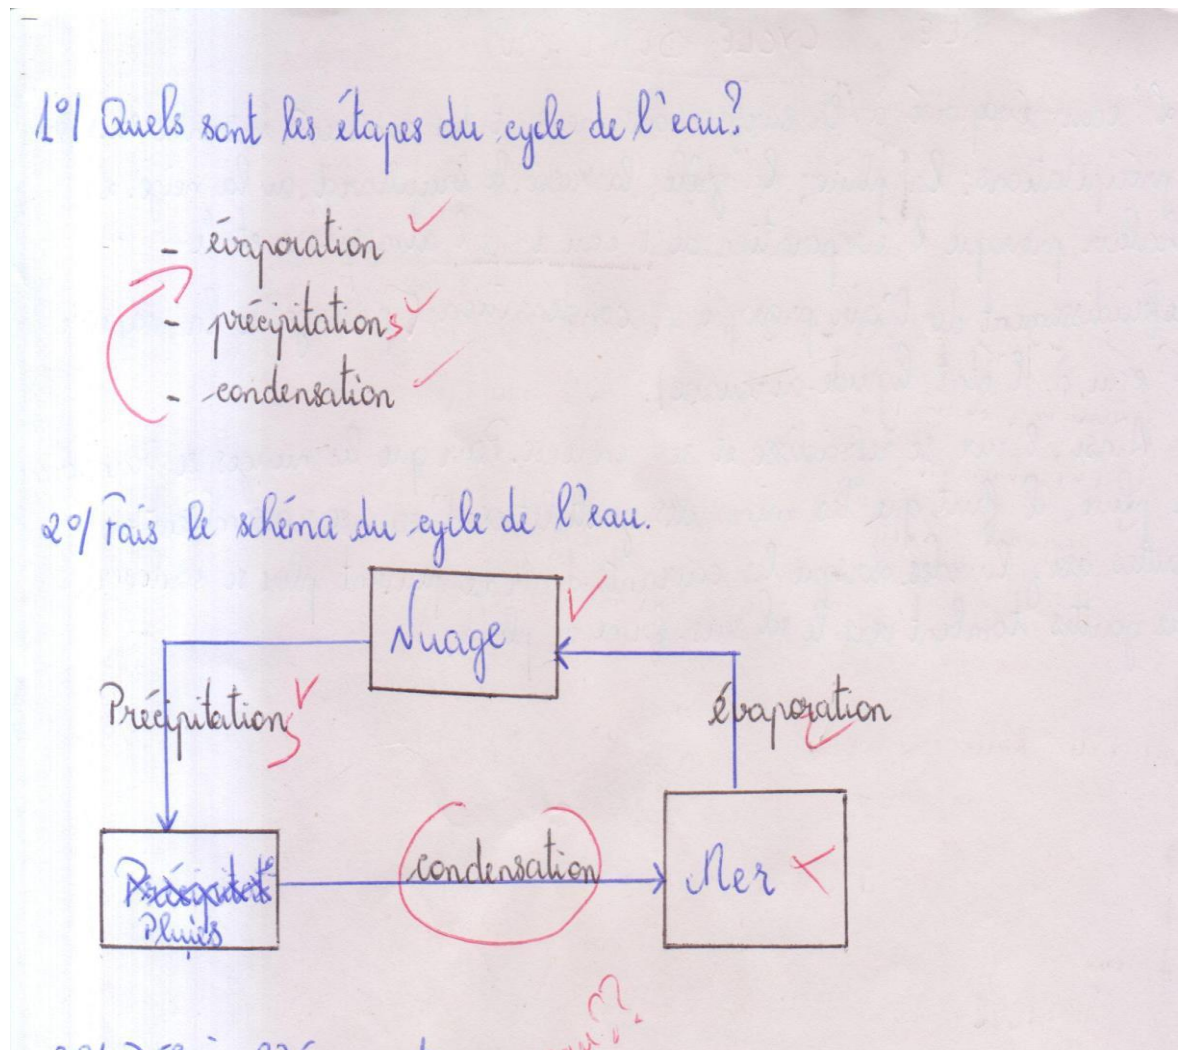 1°/ Quels sont les étapes du cycle de l'eau?
- évaporation
- précipitations
- condensation
2°/ Fais le schéma du cycle de l'eau.
Nuage
Précipitations
évaporation
condensation
Mer
Pluies